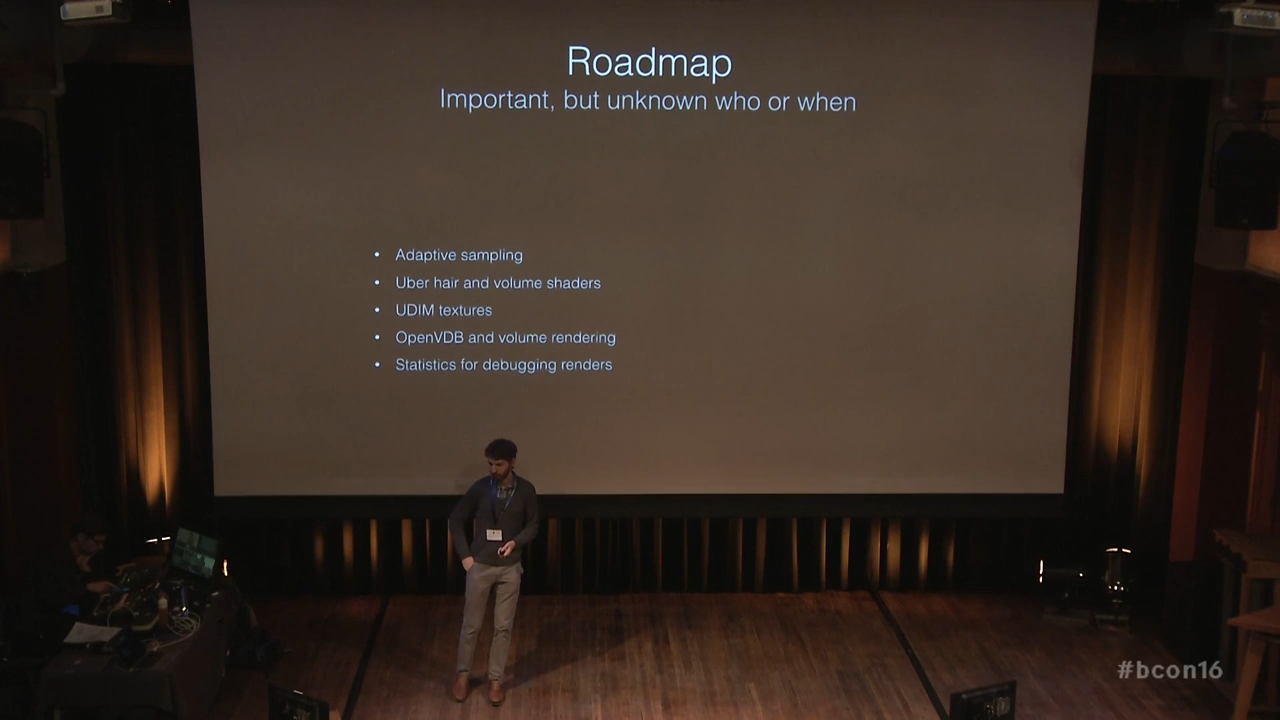 Roadmap
Important, but unknown who or when
• Adaptive sampling
• Uber hair and volume shaders
• UDIM textures
• OpenVDB and volume rendering
• Statistics for debugging renders
#bcon16